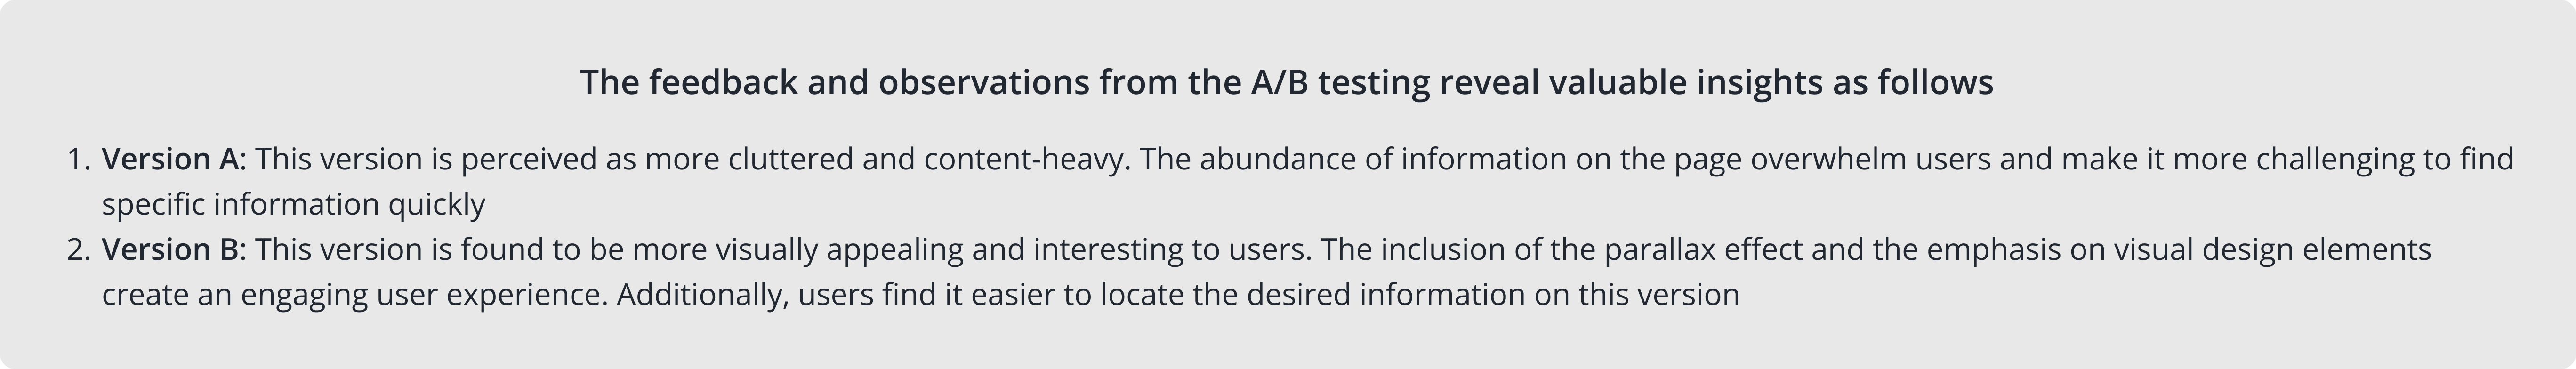 The feedback and observations from the A/B testing reveal valuable insights as follows
1. Version A: This version is perceived as more cluttered and content-heavy. The abundance of information on the page overwhelm users and make it more challenging to find
specific information quickly
2. Version B: This version is found to be more visually appealing and interesting to users. The inclusion of the parallax effect and the emphasis on visual design elements
create an engaging user experience. Additionally, users find it easier to locate the desired information on this version